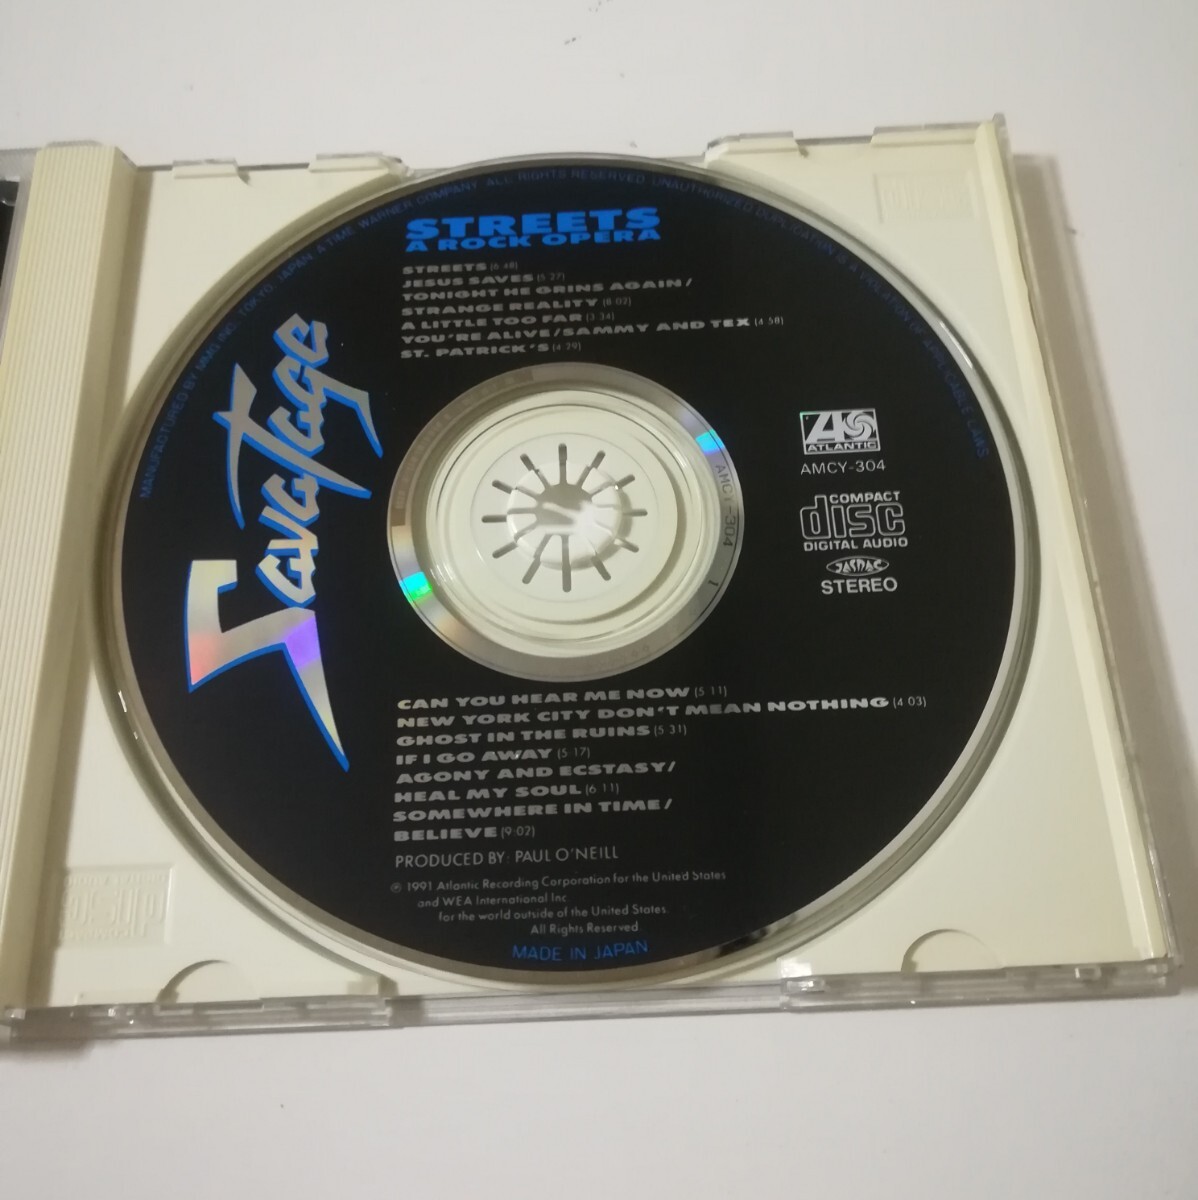 MANUFACTURED BY MMG INC., TOKYO, JAPAN. A TIME WARNER COMPANY. ALL RIGHTS RESERVED. UNAUTHORIZED DUPLICATION IS A VIOLATION OF APPLICABLE LAWS
STREETS
A ROCK OPERA
STREETS (6:48)
JESUS SAVES (5:27)
TONIGHT HE GRINS AGAIN/
STRANGE REALITY (8:02)
A LITTLE TOO FAR (3:34)
YOU'RE ALIVE/SAMMY AND TEX (4:58)
ST. PATRICK'S (4:29)
Savatage
ATLANTIC
AMCY-304
COMPACT
disc
DIGITAL AUDIO
JASRAC
STEREO
AMCY-304 1
CAN YOU HEAR ME NOW (5:11)
NEW YORK CITY DON'T MEAN NOTHING (4:03)
GHOST IN THE RUINS (5:31)
IF I GO AWAY (5:17)
AGONY AND ECSTASY/
HEAL MY SOUL (6:11)
SOMEWHERE IN TIME/
BELIEVE (9:02)
PRODUCED BY: PAUL O'NEILL
℗ 1991 Atlantic Recording Corporation for the United States
and WEA International Inc.
for the world outside of the United States.
All Rights Reserved.
MADE IN JAPAN